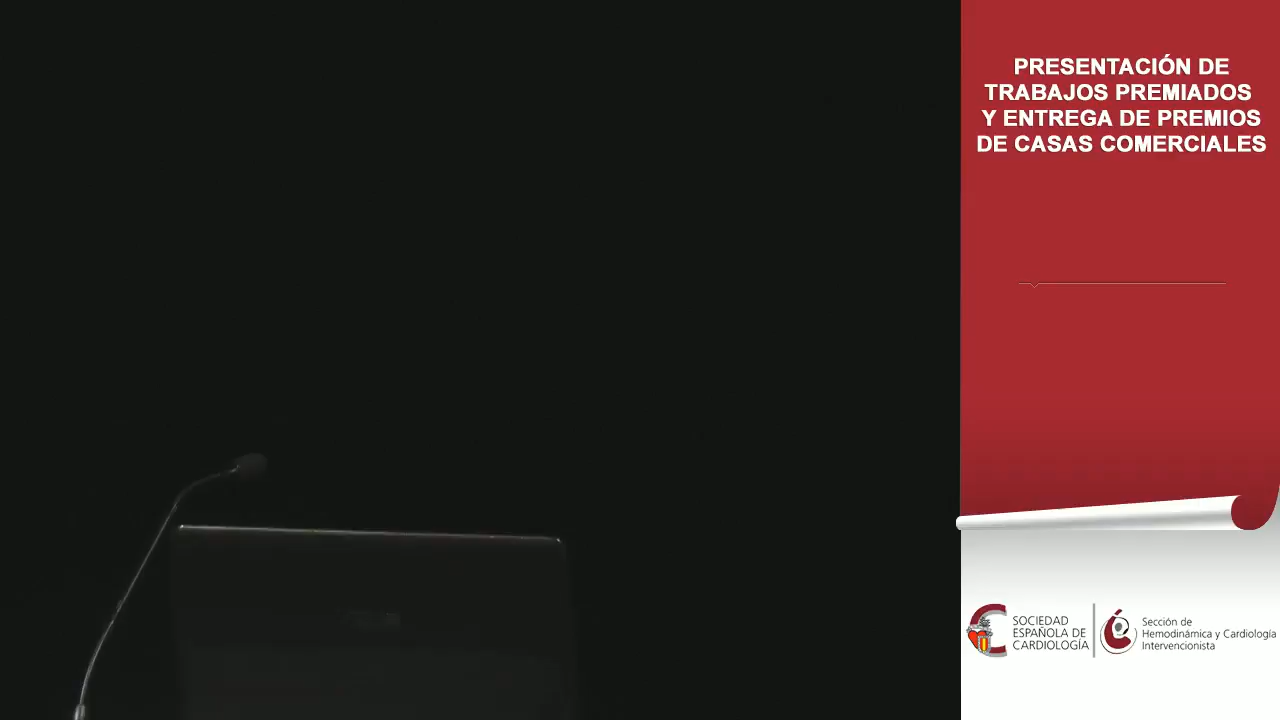 PRESENTACIÓN DE
TRABAJOS PREMIADOS
Y ENTREGA DE PREMIOS
DE CASAS COMERCIALES
SOCIEDAD
ESPAÑOLA DE
CARDIOLOGÍA
Sección de
Hemodinámica y Cardiología
Intervencionista